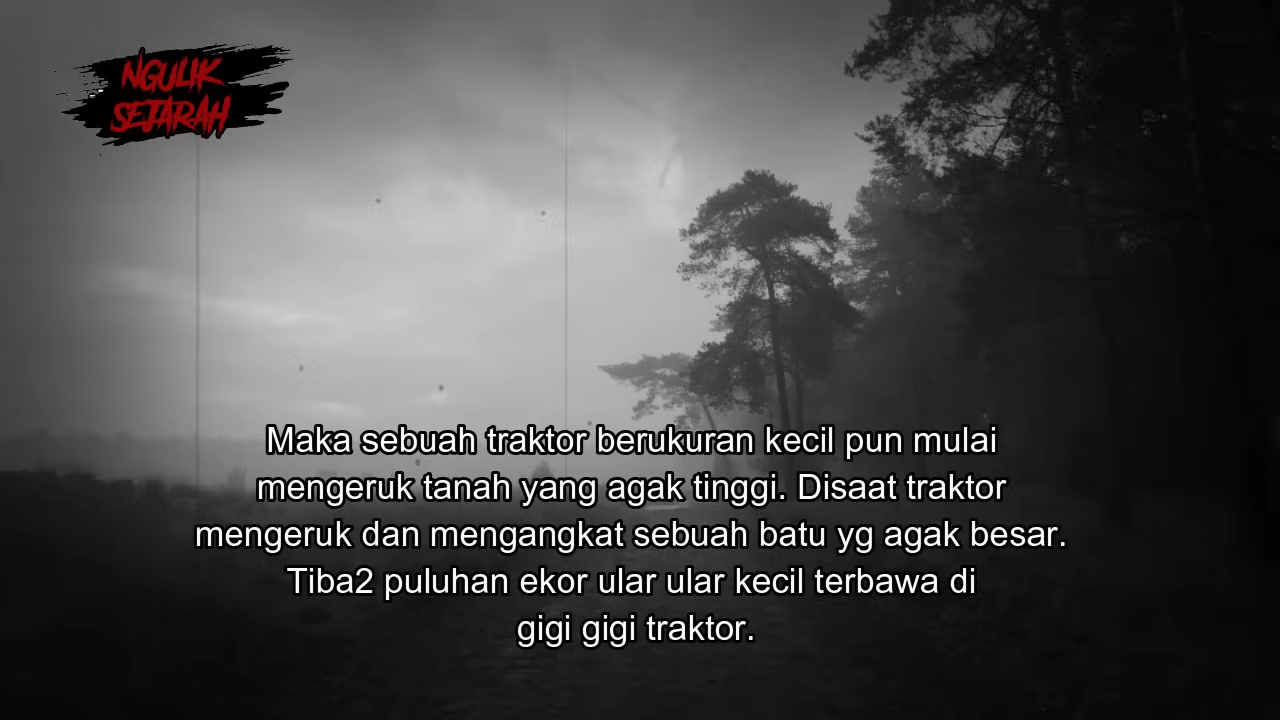 NGULIK
SEJARAH
Maka sebuah traktor berukuran kecil pun mulai
mengeruk tanah yang agak tinggi. Disaat traktor
mengeruk dan mengangkat sebuah batu yg agak besar.
Tiba2 puluhan ekor ular ular kecil terbawa di
gigi gigi traktor.